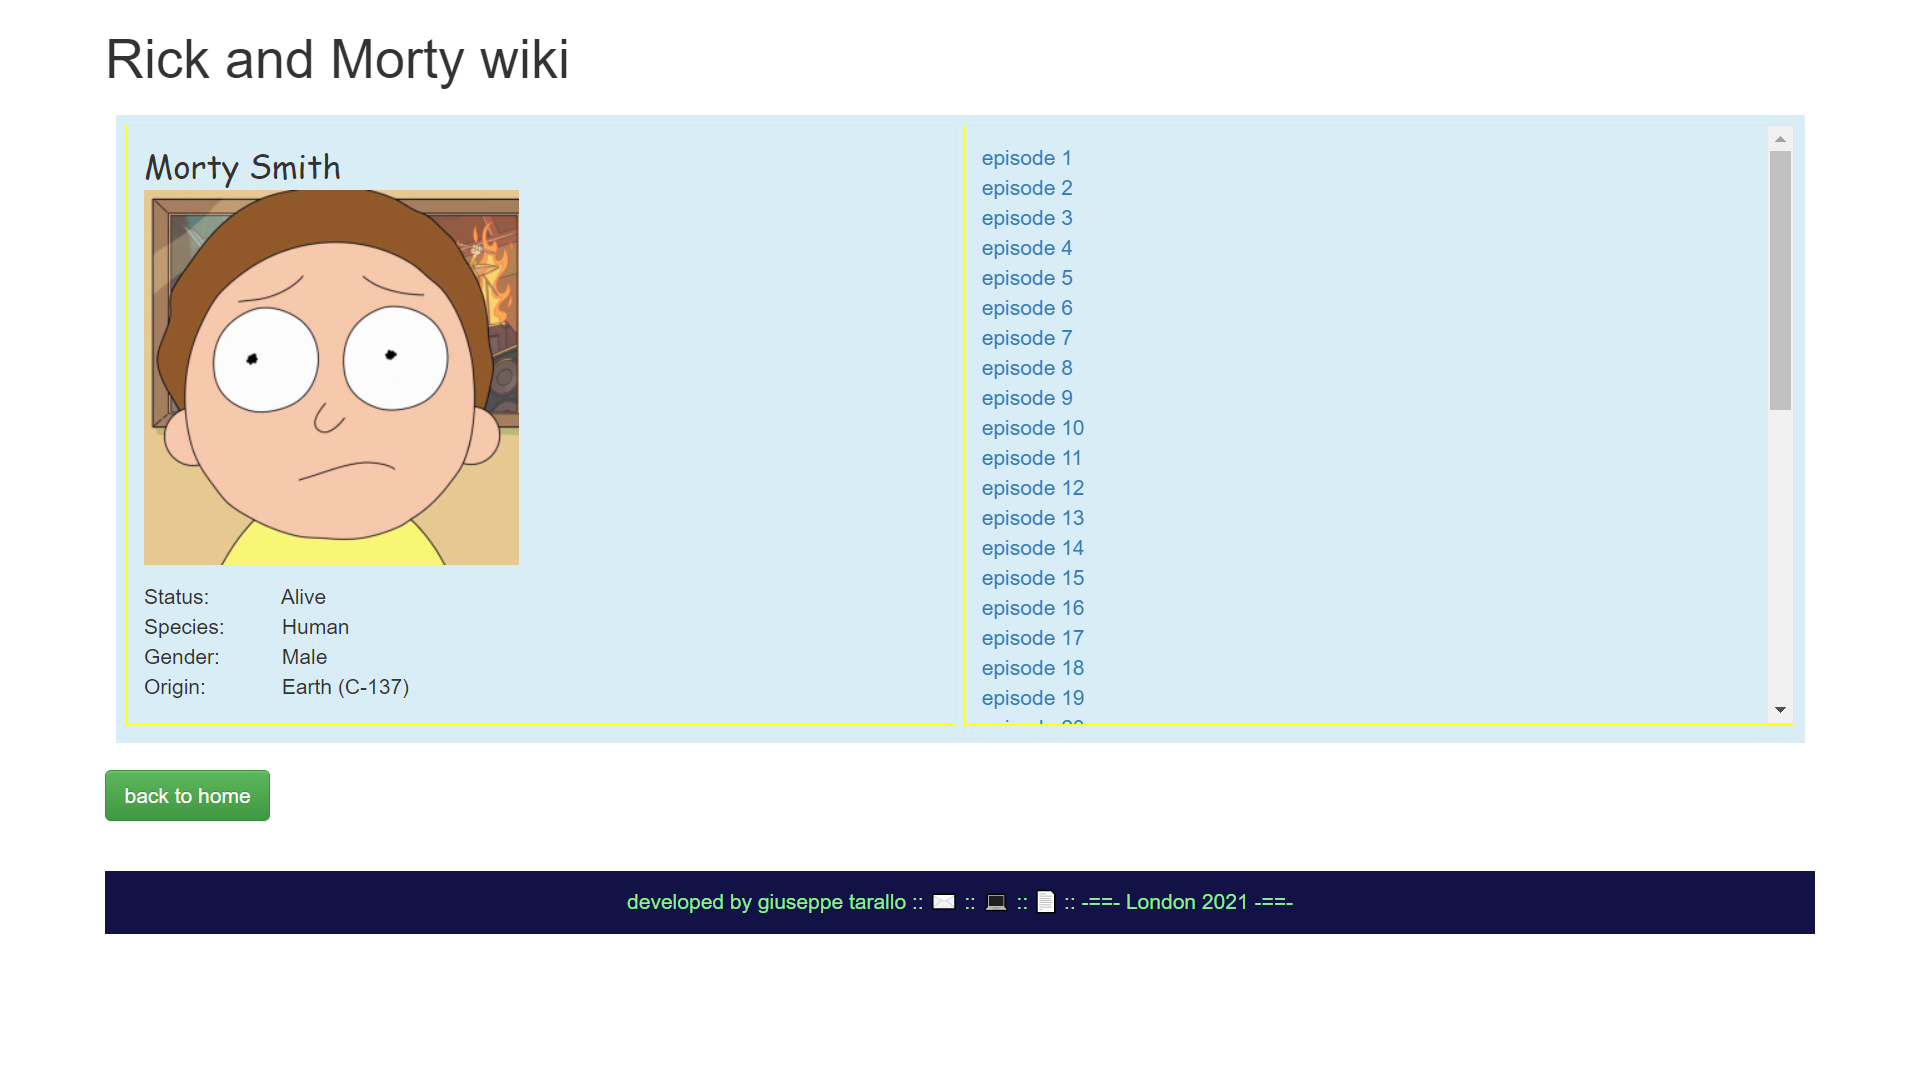 Rick and Morty wiki
Morty Smith
Status: Alive
Species: Human
Gender: Male
Origin: Earth (C-137)
episode 1
episode 2
episode 3
episode 4
episode 5
episode 6
episode 7
episode 8
episode 9
episode 10
episode 11
episode 12
episode 13
episode 14
episode 15
episode 16
episode 17
episode 18
episode 19
back to home
developed by giuseppe tarallo :: ✉️ :: 💻 :: 📄 :: -==- London 2021 -==-